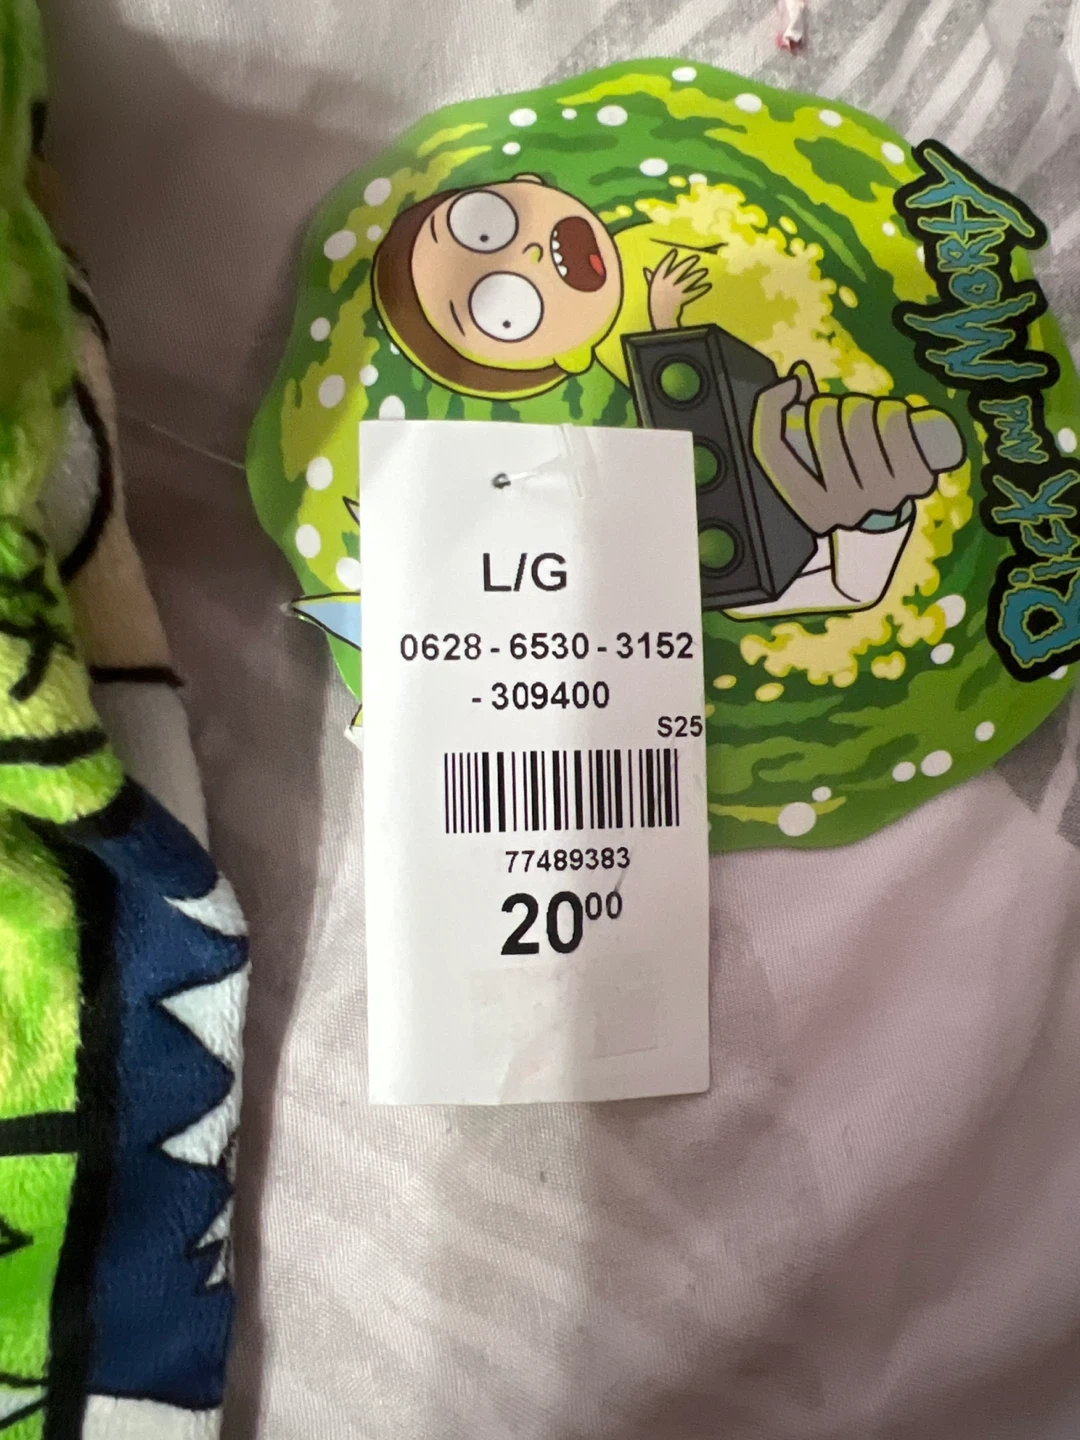 RICK AND MORTY
L/G
0628 - 6530 - 3152
- 309400
S25
77489383
20⁰⁰